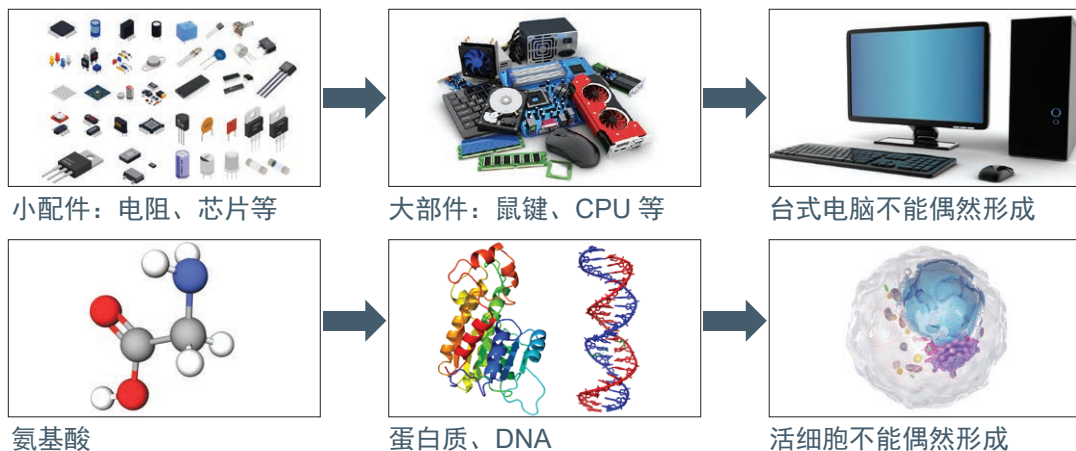 小配件：电阻、芯片等
大部件：鼠键、CPU 等
台式电脑不能偶然形成
氨基酸
蛋白质、DNA
活细胞不能偶然形成